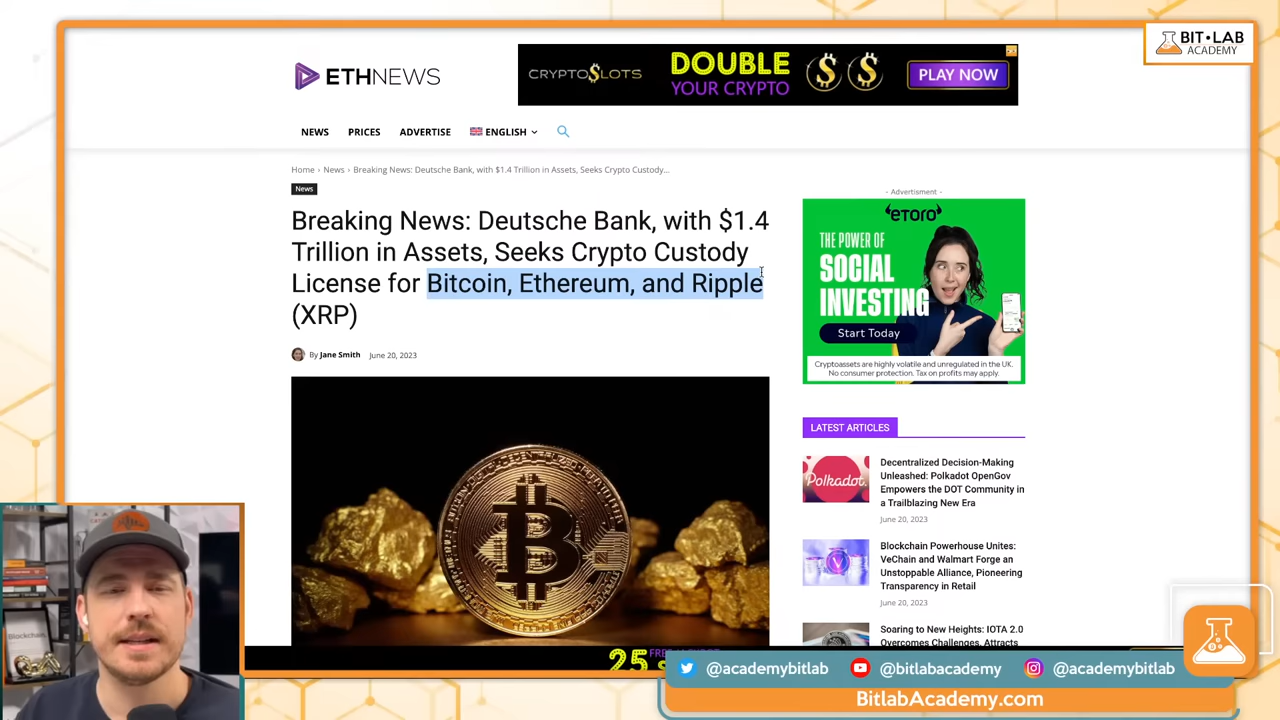 BIT•LAB
ACADEMY
ETHNEWS
CRYPTO$LOTS
DOUBLE
YOUR CRYPTO
PLAY NOW
NEWS
PRICES
ADVERTISE
ENGLISH
Home › News › Breaking News: Deutsche Bank, with $1.4 Trillion in Assets, Seeks Crypto Custody...
News
Breaking News: Deutsche Bank, with $1.4
Trillion in Assets, Seeks Crypto Custody
License for Bitcoin, Ethereum, and Ripple
(XRP)
By Jane Smith June 20, 2023
- Advertisment -
eToro
THE POWER OF
SOCIAL
INVESTING
Start Today
Cryptoassets are highly volatile and unregulated in the UK.
No consumer protection. Tax on profits may apply.
LATEST ARTICLES
Polkadot
Decentralized Decision-Making
Unleashed: Polkadot OpenGov
Empowers the DOT Community in
a Trailblazing New Era
June 20, 2023
Blockchain Powerhouse Unites:
VeChain and Walmart Forge an
Unstoppable Alliance, Pioneering
Transparency in Retail
June 20, 2023
Soaring to New Heights: IOTA 2.0
Overcomes Challenges, Attracts
25
Blockchain
@academybitlab
@bitlabacademy
@academybitlab
BitlabAcademy.com